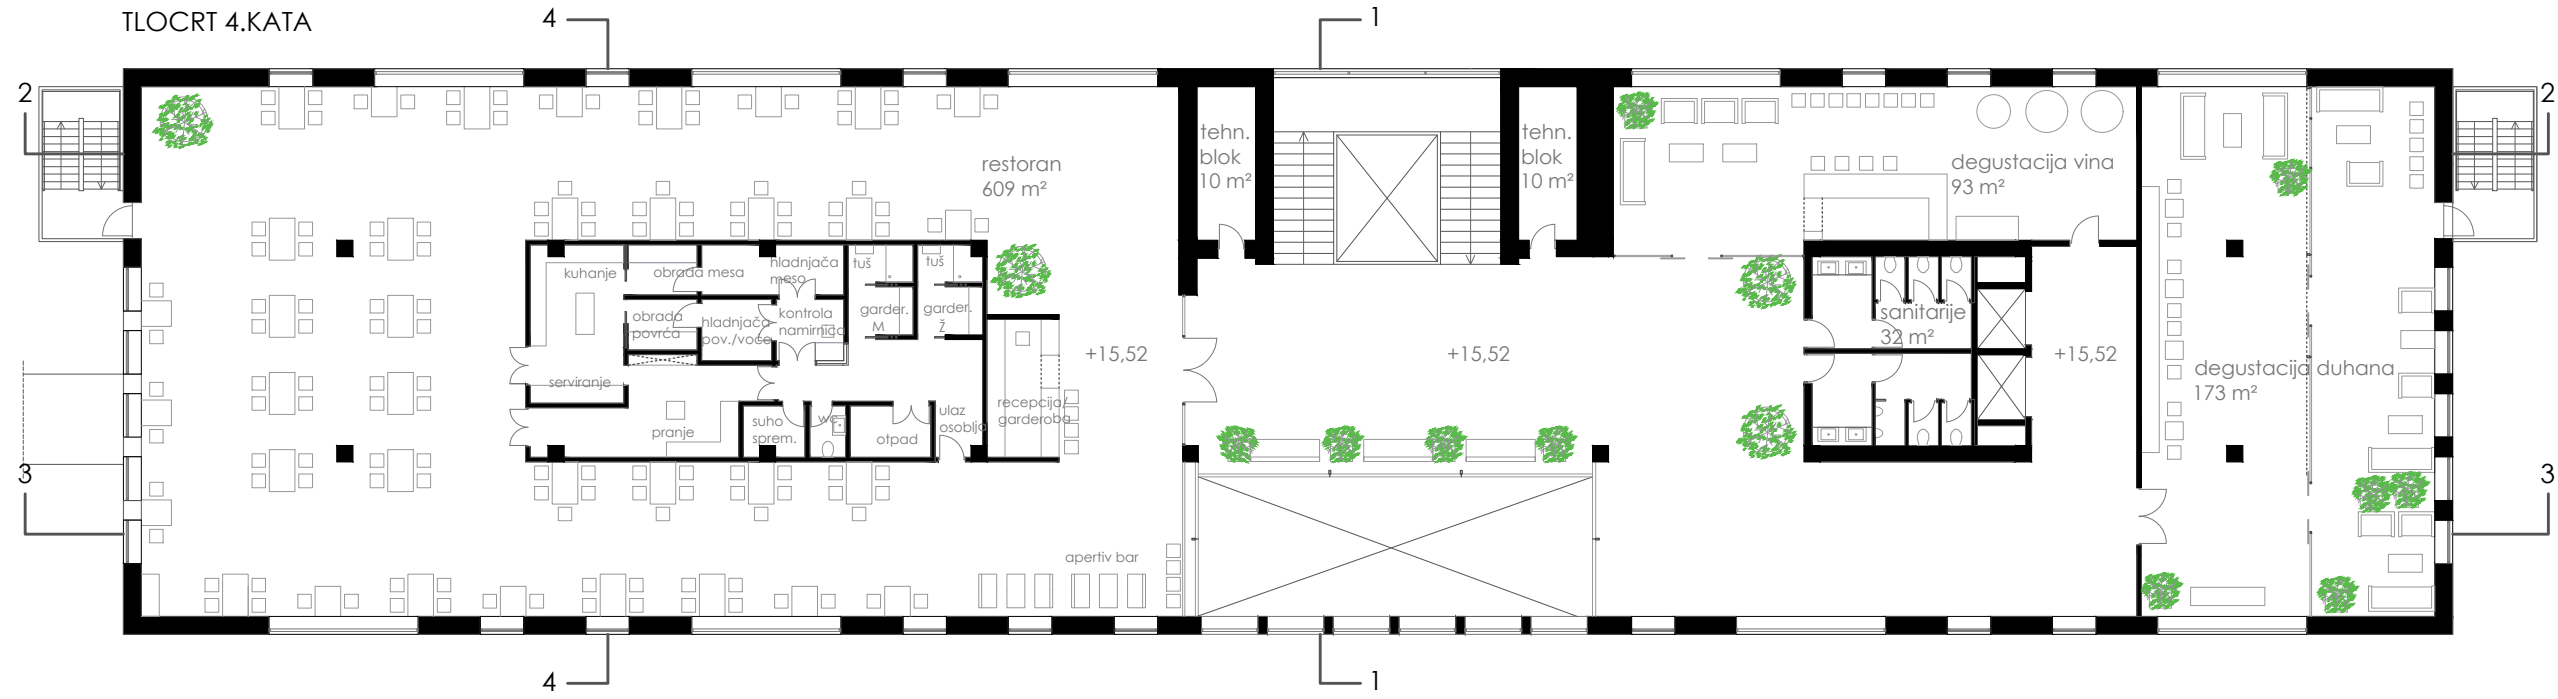 TLOCRT 4.KATA
4
1
2
2
tehn.
blok
10 m²
tehn.
blok
10 m²
restoran
609 m²
degustacija vina
93 m²
kuhanje
obrada mesa
hladnjača
meso
tuš
tuš
obrada
povrća
hladnjača
pov./voće
kontrola
namirnica
garder.
M
garder.
Ž
sanitarije
32 m²
+15,52
+15,52
+15,52
degustacija duhana
173 m²
serviranje
pranje
suho
sprem.
wc
otpad
ulaz
osoblja
recepcija/
garderoba
3
3
apertiv bar
4
1